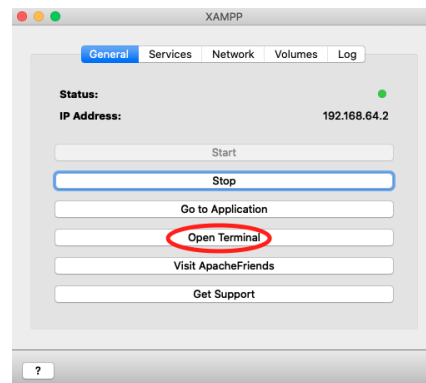 XAMPP
General Services Network Volumes Log
Status:
IP Address: 192.168.64.2
Start
Stop
Go to Application
Open Terminal
Visit ApacheFriends
Get Support
?